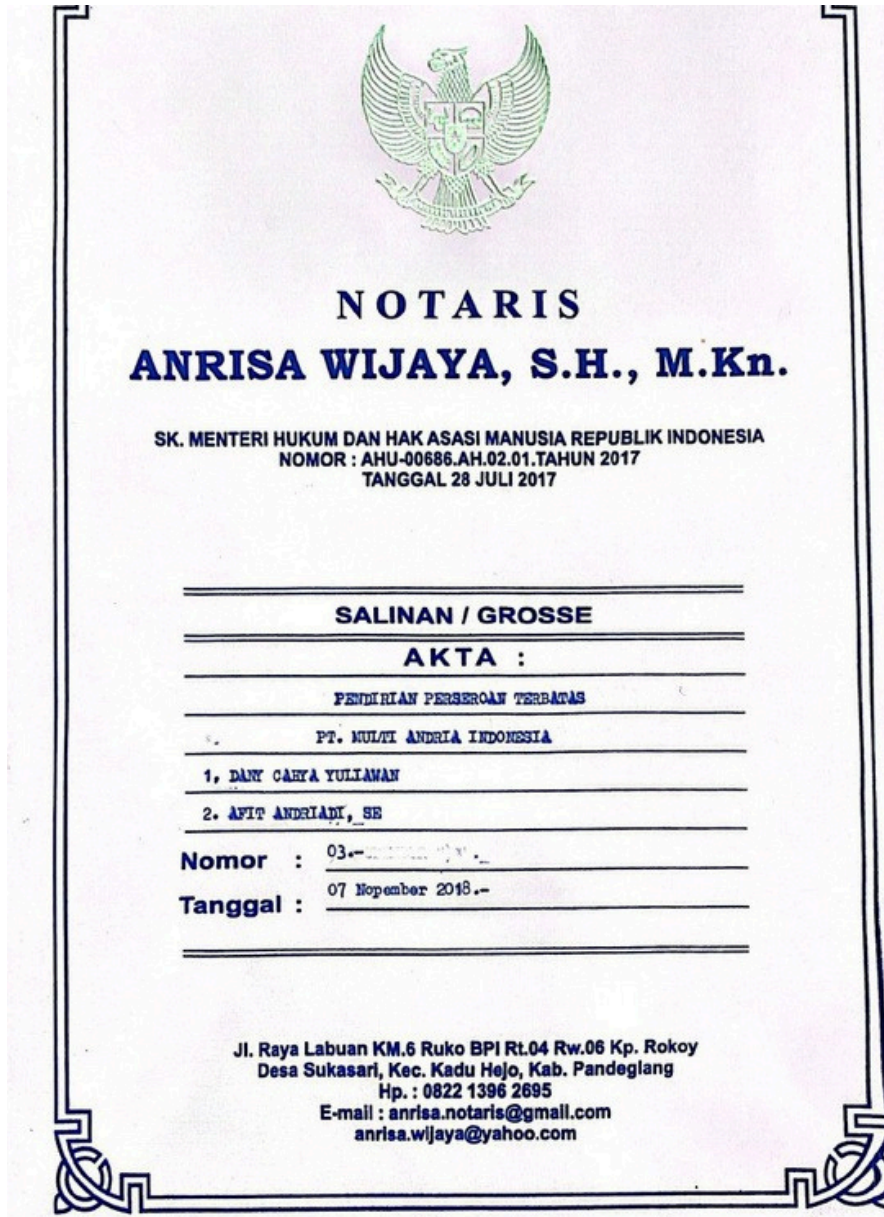 NOTARIS
ANRISA WIJAYA, S.H., M.Kn.
SK. MENTERI HUKUM DAN HAK ASASI MANUSIA REPUBLIK INDONESIA
NOMOR : AHU-00686.AH.02.01.TAHUN 2017
TANGGAL 28 JULI 2017
SALINAN / GROSSE
AKTA :
PENDIRIAN PERSEROAN TERBATAS
PT. MULTI ANDRIA INDONESIA
1, DANY CAHYA YULIAWAN
2. AFIT ANDRIADI, SE
Nomor : 03.-
Tanggal : 07 Nopember 2018.-
Jl. Raya Labuan KM.6 Ruko BPI Rt.04 Rw.06 Kp. Rokoy
Desa Sukasari, Kec. Kadu Hejo, Kab. Pandeglang
Hp. : 0822 1396 2695
E-mail : anrisa.notaris@gmail.com
anrisa.wijaya@yahoo.com